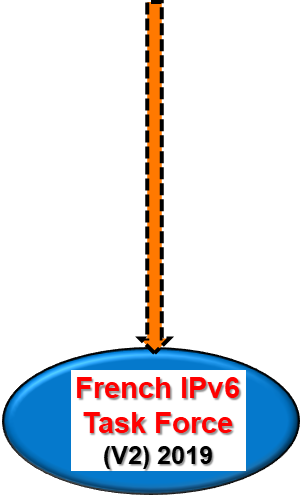 French IPv6
Task Force
(V2) 2019